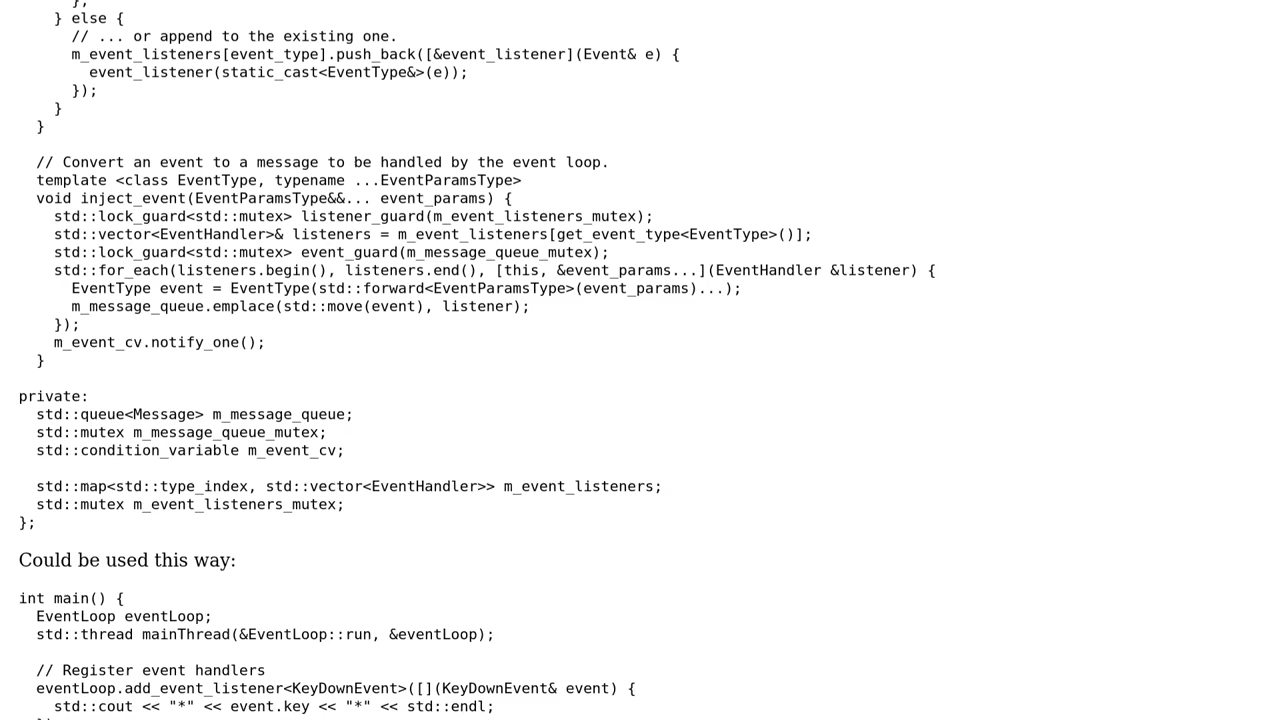 };
    } else {
      // ... or append to the existing one.
      m_event_listeners[event_type].push_back([&event_listener](Event& e) {
        event_listener(static_cast<EventType&>(e));
      });
    }
  }

  // Convert an event to a message to be handled by the event loop.
  template <class EventType, typename ...EventParamsType>
  void inject_event(EventParamsType&&... event_params) {
    std::lock_guard<std::mutex> listener_guard(m_event_listeners_mutex);
    std::vector<EventHandler>& listeners = m_event_listeners[get_event_type<EventType>()];
    std::lock_guard<std::mutex> event_guard(m_message_queue_mutex);
    std::for_each(listeners.begin(), listeners.end(), [this, &event_params...](EventHandler &listener) {
      EventType event = EventType(std::forward<EventParamsType>(event_params)...);
      m_message_queue.emplace(std::move(event), listener);
    });
    m_event_cv.notify_one();
  }

private:
  std::queue<Message> m_message_queue;
  std::mutex m_message_queue_mutex;
  std::condition_variable m_event_cv;

  std::map<std::type_index, std::vector<EventHandler>> m_event_listeners;
  std::mutex m_event_listeners_mutex;
};
Could be used this way:
int main() {
  EventLoop eventLoop;
  std::thread mainThread(&EventLoop::run, &eventLoop);

  // Register event handlers
  eventLoop.add_event_listener<KeyDownEvent>([](KeyDownEvent& event) {
    std::cout << "*" << event.key << "*" << std::endl;